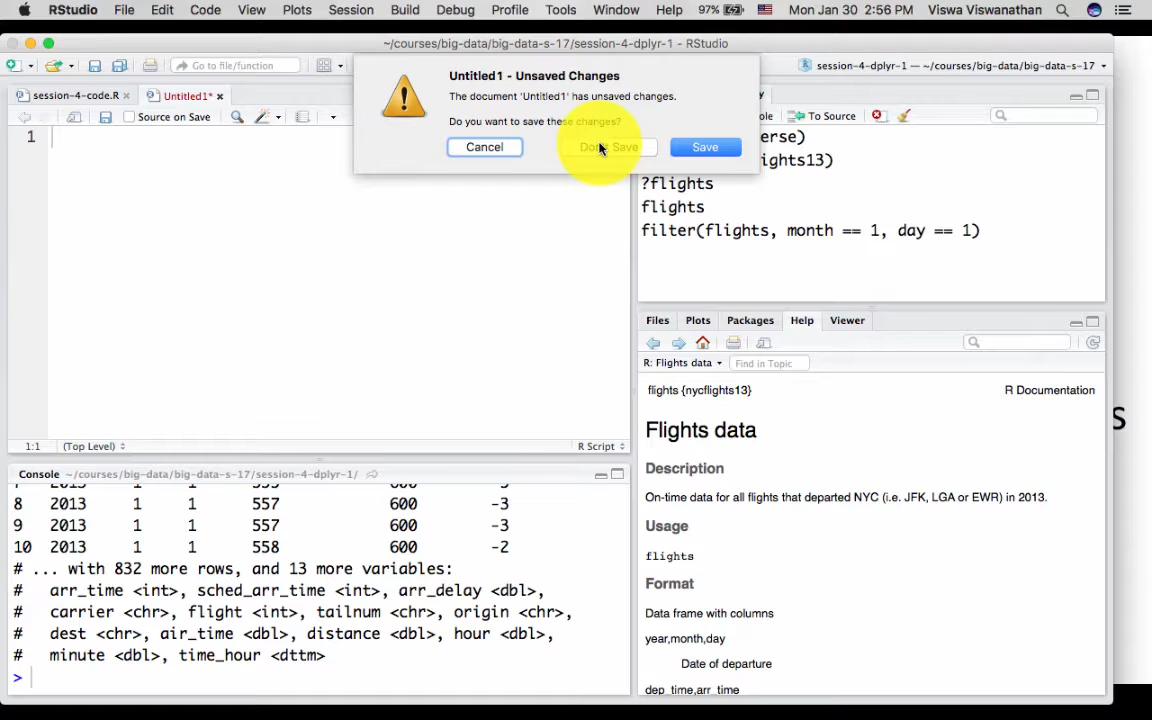 RStudio File Edit Code View Plots Session Build Debug Profile Tools Window Help 97% Mon Jan 30 2:56 PM Viswa Viswanathan
~/courses/big-data/big-data-s-17/session-4-dplyr-1 - RStudio
Go to file/function
session-4-dplyr-1 — ~/courses/big-data/big-data-s-17
session-4-code.R Untitled1*
Source on Save
1
1:1 (Top Level) R Script
Untitled1 - Unsaved Changes
The document 'Untitled1' has unsaved changes.
Do you want to save these changes?
Cancel Don't Save Save
To Source
?flights
flights
filter(flights, month == 1, day == 1)
Console ~/courses/big-data/big-data-s-17/session-4-dplyr-1/
8 2013 1 1 557 600 -3
9 2013 1 1 557 600 -3
10 2013 1 1 558 600 -2
# ... with 832 more rows, and 13 more variables:
# arr_time <int>, sched_arr_time <int>, arr_delay <dbl>,
# carrier <chr>, flight <int>, tailnum <chr>, origin <chr>,
# dest <chr>, air_time <dbl>, distance <dbl>, hour <dbl>,
# minute <dbl>, time_hour <dttm>
>
Files Plots Packages Help Viewer
R: Flights data Find in Topic
flights {nycflights13} R Documentation
Flights data
Description
On-time data for all flights that departed NYC (i.e. JFK, LGA or EWR) in 2013.
Usage
flights
Format
Data frame with columns
year,month,day
Date of departure
dep_time,arr_time